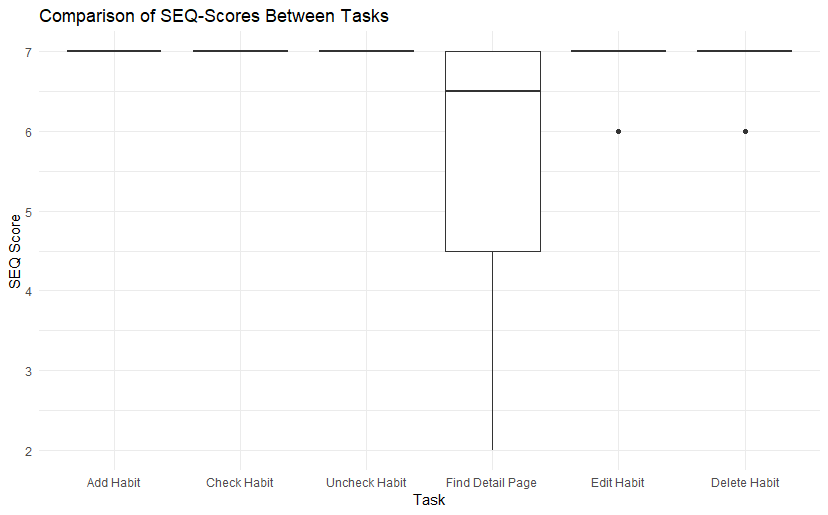 Comparison of SEQ-Scores Between Tasks
SEQ Score
7
6
5
4
3
2
Add Habit
Check Habit
Uncheck Habit
Find Detail Page
Edit Habit
Delete Habit
Task